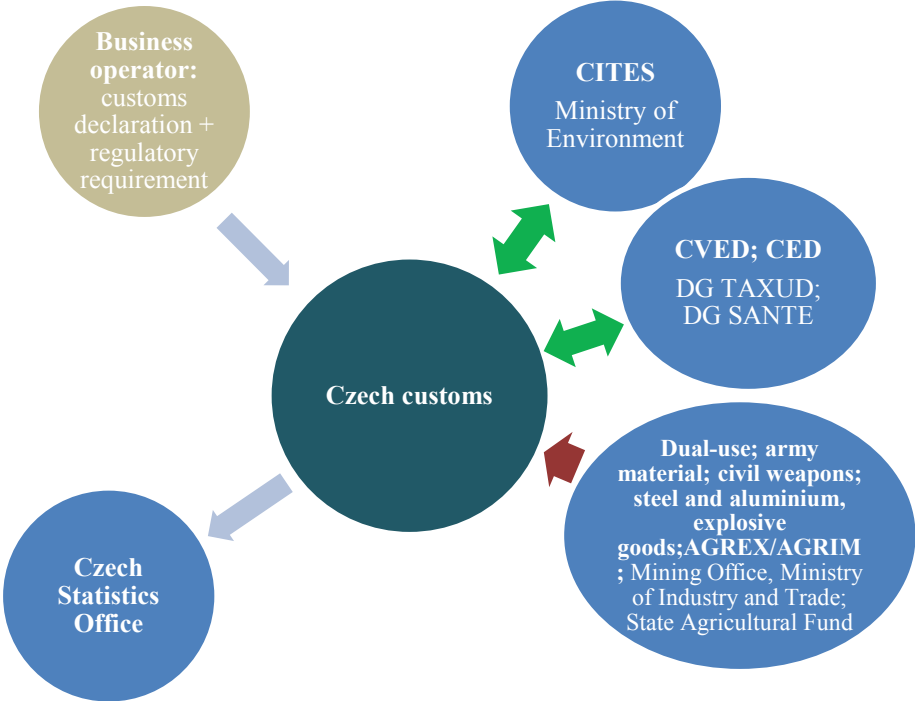 Business
operator:
customs
declaration +
regulatory
requirement
CITES
Ministry of
Environment
CVED; CED
DG TAXUD;
DG SANTE
Czech customs
Dual-use; army
material; civil weapons;
steel and aluminium,
explosive
goods;AGREX/AGRIM
; Mining Office, Ministry
of Industry and Trade;
State Agricultural Fund
Czech
Statistics
Office